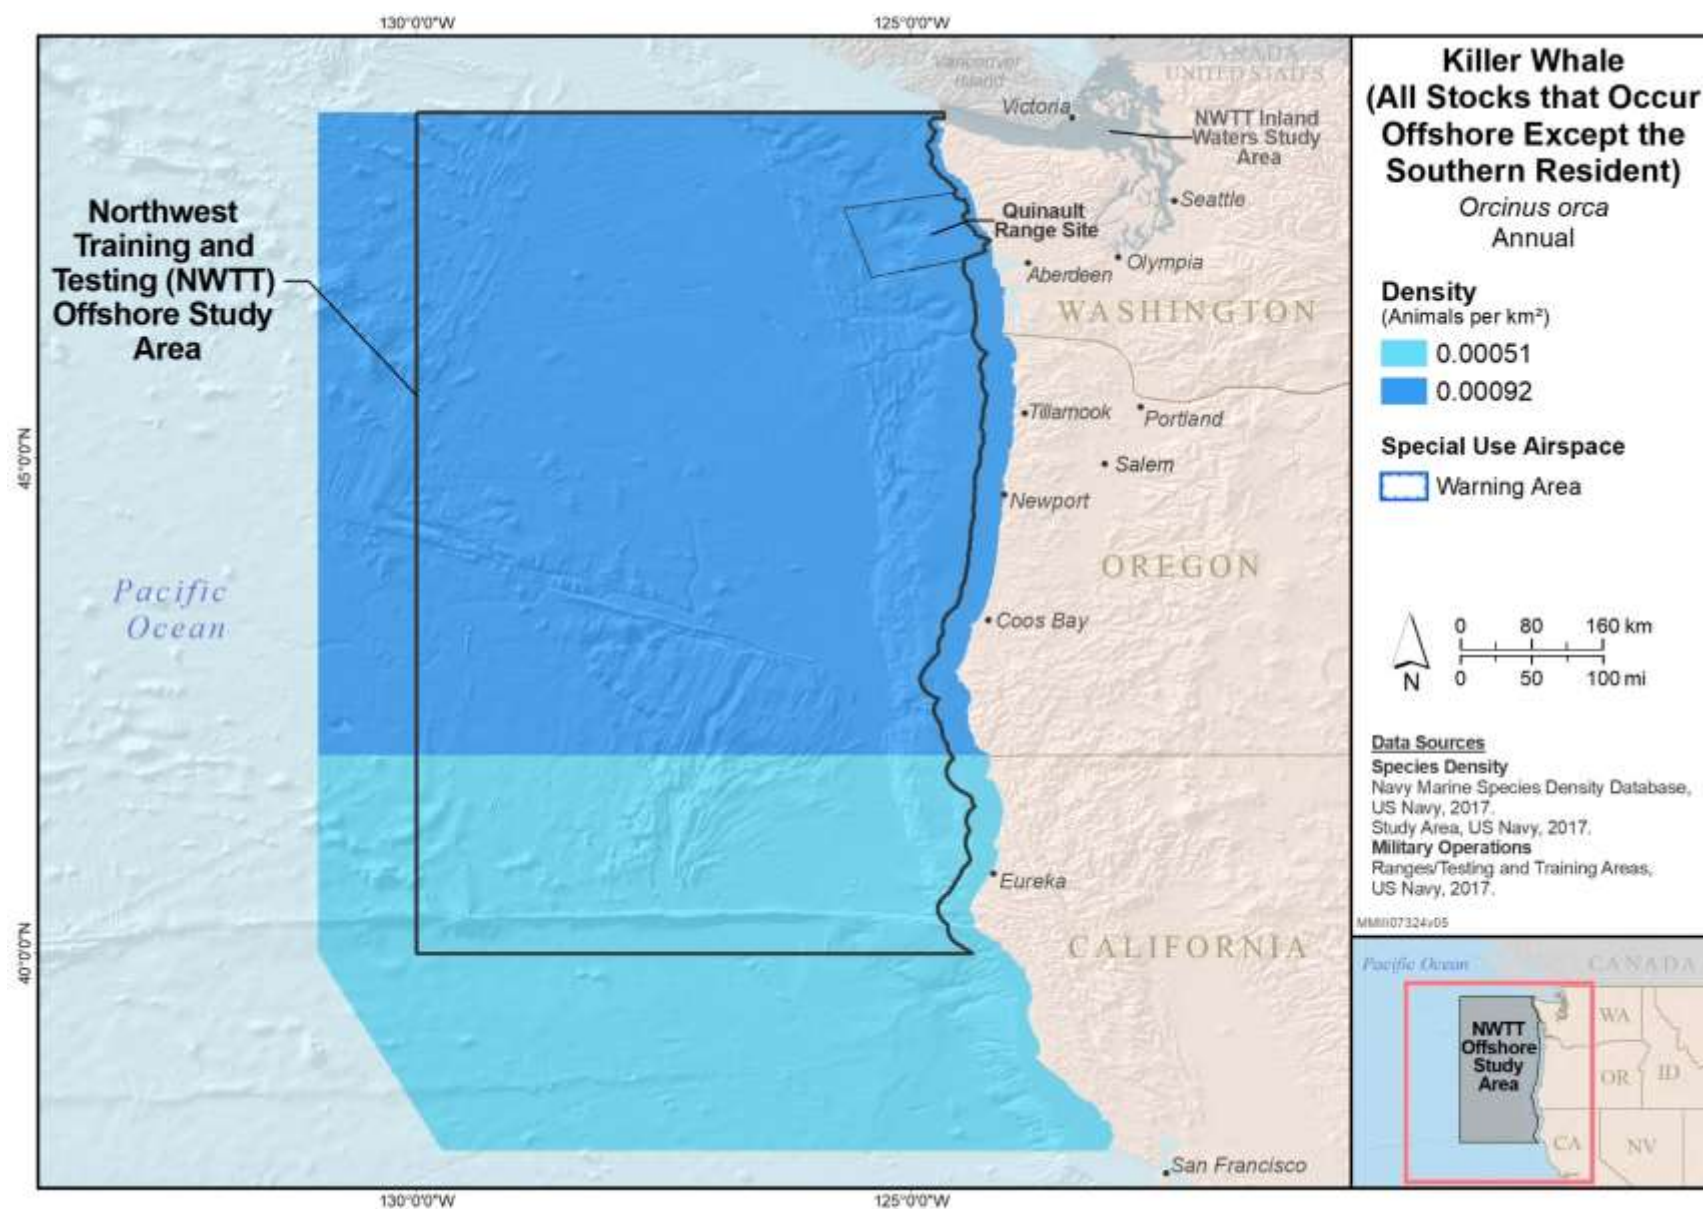 130°0'0"W
125°0'0"W
45°0'0"N
40°0'0"N
130°0'0"W
125°0'0"W
Northwest
Training and
Testing (NWTT)
Offshore Study
Area
Pacific
Ocean
Vancouver
Island
CANADA
UNITED STATES
Victoria
NWTT Inland
Waters Study
Area
Seattle
Quinault
Range Site
Olympia
Aberdeen
WASHINGTON
Tillamook
Portland
Salem
Newport
OREGON
Coos Bay
Eureka
CALIFORNIA
San Francisco
Killer Whale
(All Stocks that Occur
Offshore Except the
Southern Resident)
Orcinus orca
Annual
Density
(Animals per km²)
0.00051
0.00092
Special Use Airspace
Warning Area
N
0 80 160 km
0 50 100 mi
Data Sources
Species Density
Navy Marine Species Density Database,
US Navy, 2017.
Study Area, US Navy, 2017.
Military Operations
Ranges/Testing and Training Areas,
US Navy, 2017.
Pacific Ocean
CANADA
NWTT
Offshore
Study
Area
WA
OR
ID
CA
NV